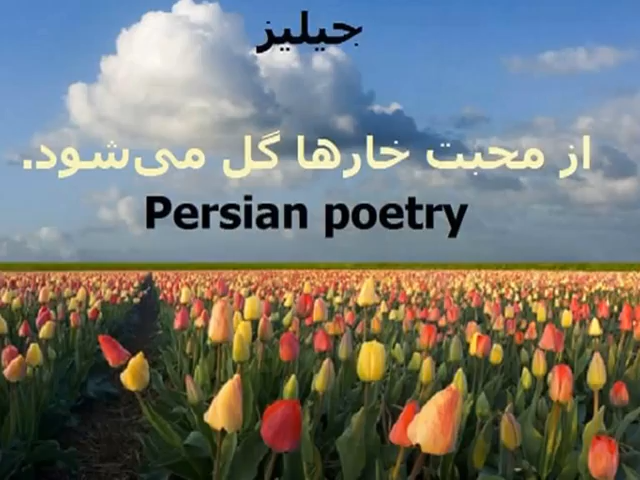 جیلیز
از محبت خارها گل می‌شود.
Persian poetry